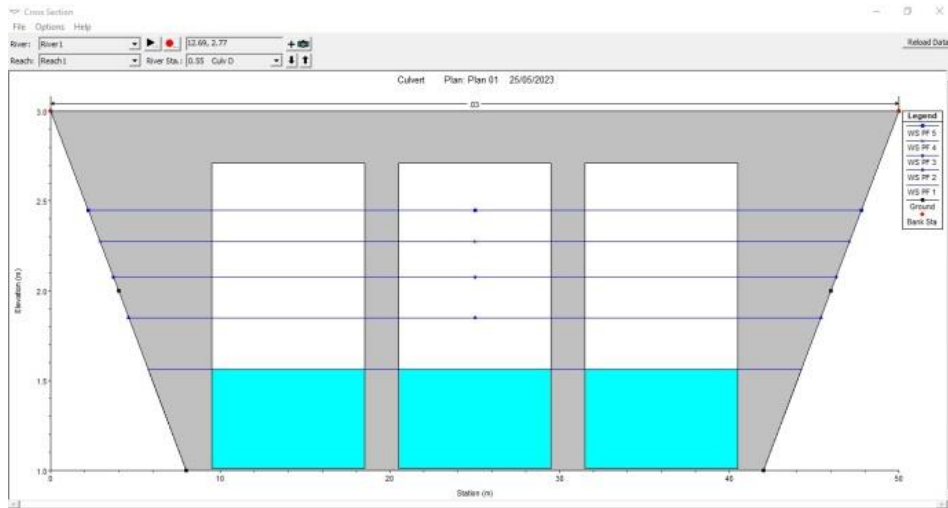 Cross Section
File Options Help
River: River1 12.69, 2.77 Reload Data
Reach: Reach1 River Sta.: 0.55 Culv D
Culvert Plan: Plan 01 25/05/2023
.03
Legend
WS PF 5
WS PF 4
WS PF 3
WS PF 2
WS PF 1
Ground
Bank Sta
3.0
2.5
2.0
1.5
1.0
Elevation (m)
0 10 20 30 40 50
Station (m)